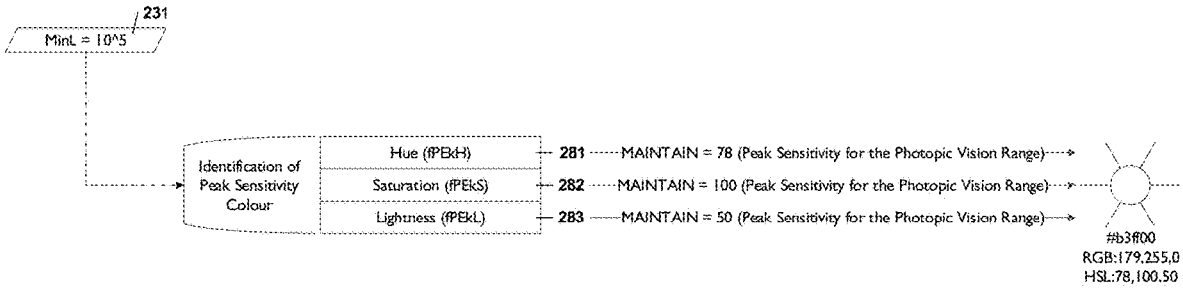 231
MinL = 10^5
Identification of
Peak Sensitivity
Colour
Hue (fPEkH)
281 MAINTAIN = 78 (Peak Sensitivity for the Photopic Vision Range)
Saturation (fPEkS)
282 MAINTAIN = 100 (Peak Sensitivity for the Photopic Vision Range)
Lightness (fPEkL)
283 MAINTAIN = 50 (Peak Sensitivity for the Photopic Vision Range)
#b3ff00
RGB:179,255,0
HSL:78,100,50